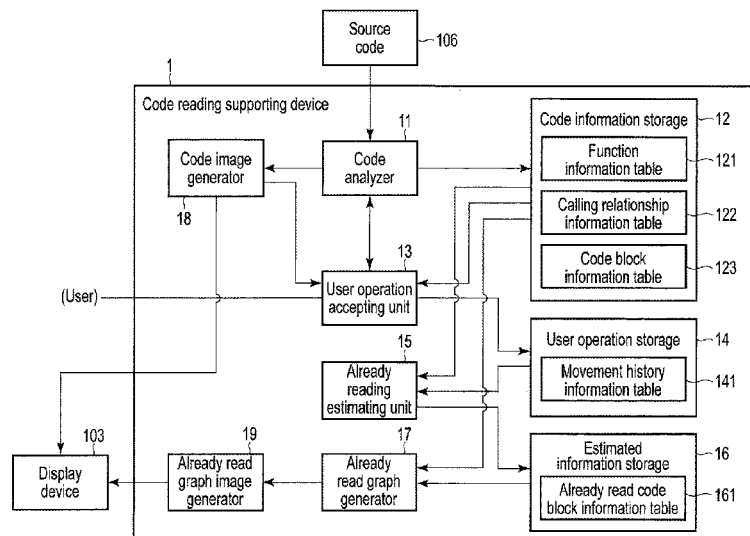 Source
code
106
1
Code reading supporting device
11
Code
analyzer
Code image
generator
18
Code information storage
12
Function
information table
121
Calling relationship
information table
122
Code block
information table
123
13
User operation
accepting unit
(User)
User operation storage
14
Movement history
information table
141
15
Already
reading
estimating unit
Estimated
information storage
16
Already read code
block information table
161
17
Already read
graph generator
19
Already read
graph image
generator
103
Display
device